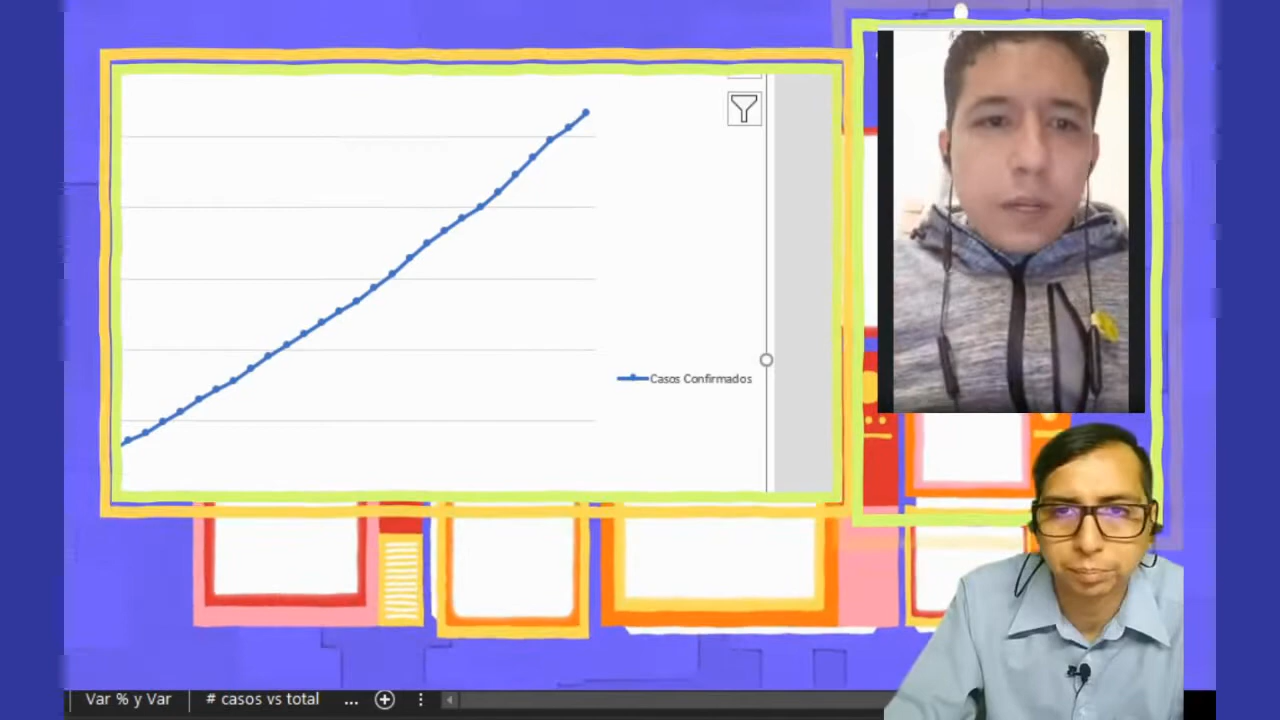 Casos Confirmados
Var % y Var
# casos vs total
...